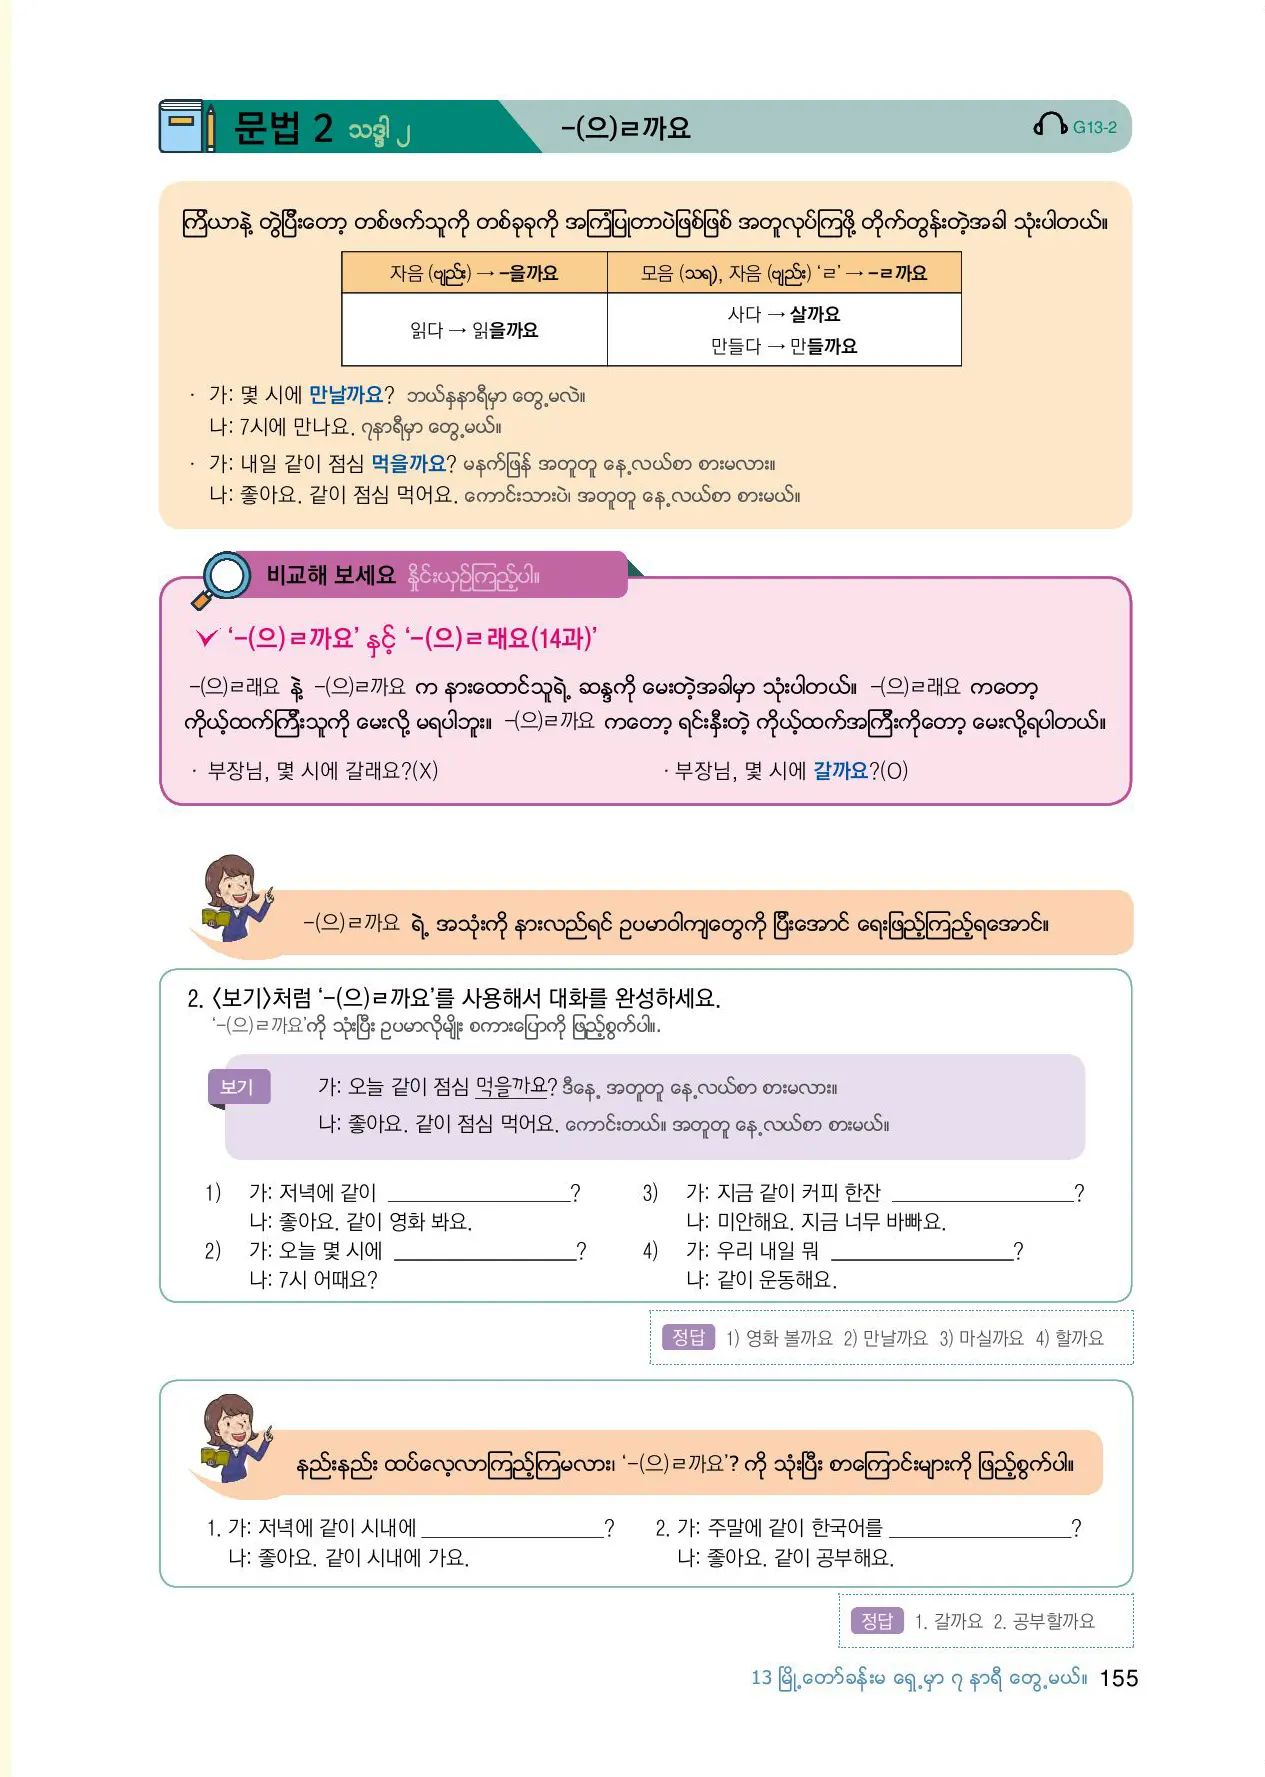 문법 2 သဒ္ဒါ ၂ -(으)ㄹ까요 G13-2
ကြိယာနဲ့ တွဲပြီးတော့ တစ်ဖက်သူကို တစ်ခုခုကို အကြံပြုတာပဲဖြစ်ဖြစ် အတူလုပ်ကြဖို့ တိုက်တွန်းတဲ့အခါ သုံးပါတယ်။
자음 (ဗျည်း) → -을까요 모음 (သရ), 자음 (ဗျည်း) ‘ㄹ’ → -ㄹ까요
읽다 → 읽을까요
사다 → 살까요
만들다 → 만들까요
· 가: 몇 시에 만날까요? ဘယ်နှနာရီမှာ တွေ့မလဲ။
나: 7시에 만나요. ၇နာရီမှာ တွေ့မယ်။
· 가: 내일 같이 점심 먹을까요? မနက်ဖြန် အတူတူ နေ့လယ်စာ စားမလား။
나: 좋아요. 같이 점심 먹어요. ကောင်းသားပဲ၊ အတူတူ နေ့လယ်စာ စားမယ်။
비교해 보세요 နှိုင်းယှဉ်ကြည့်ပါ။
‘-(으)ㄹ까요’ နှင့် ‘-(으)ㄹ래요(14과)’
-(으)ㄹ래요 နဲ့ -(으)ㄹ까요 က နားထောင်သူရဲ့ ဆန္ဒကို မေးတဲ့အခါမှာ သုံးပါတယ်။ -(으)ㄹ래요 ကတော့
ကိုယ့်ထက်ကြီးသူကို မေးလို့ မရပါဘူး။ -(으)ㄹ까요 ကတော့ ရင်းနှီးတဲ့ ကိုယ့်ထက်အကြီးကိုတော့ မေးလို့ရပါတယ်။
· 부장님, 몇 시에 갈래요?(X) · 부장님, 몇 시에 갈까요?(O)
-(으)ㄹ까요 ရဲ့ အသုံးကို နားလည်ရင် ဥပမာဝါကျတွေကို ပြီးအောင် ရေးဖြည့်ကြည့်ရအောင်။
2. 〈보기〉처럼 ‘-(으)ㄹ까요’를 사용해서 대화를 완성하세요.
‘-(으)ㄹ까요’ကို သုံးပြီး ဥပမာလိုမျိုး စကားပြောကို ဖြည့်စွက်ပါ။.
보기 가: 오늘 같이 점심 먹을까요? ဒီနေ့ အတူတူ နေ့လယ်စာ စားမလား။
나: 좋아요. 같이 점심 먹어요. ကောင်းတယ်။ အတူတူ နေ့လယ်စာ စားမယ်။
1) 가: 저녁에 같이 ____________?
나: 좋아요. 같이 영화 봐요.
2) 가: 오늘 몇 시에 ____________?
나: 7시 어때요?
3) 가: 지금 같이 커피 한잔 ____________?
나: 미안해요. 지금 너무 바빠요.
4) 가: 우리 내일 뭐 ____________?
나: 같이 운동해요.
정답 1) 영화 볼까요 2) 만날까요 3) 마실까요 4) 할까요
နည်းနည်း ထပ်လေ့လာကြည့်ကြမလား၊ ‘-(으)ㄹ까요’? ကို သုံးပြီး စာကြောင်းများကို ဖြည့်စွက်ပါ။
1. 가: 저녁에 같이 시내에 ____________?
나: 좋아요. 같이 시내에 가요.
2. 가: 주말에 같이 한국어를 ____________?
나: 좋아요. 같이 공부해요.
정답 1. 갈까요 2. 공부할까요
13 မြို့တော်ခန်းမ ရှေ့မှာ ၇ နာရီ တွေ့မယ်။ 155